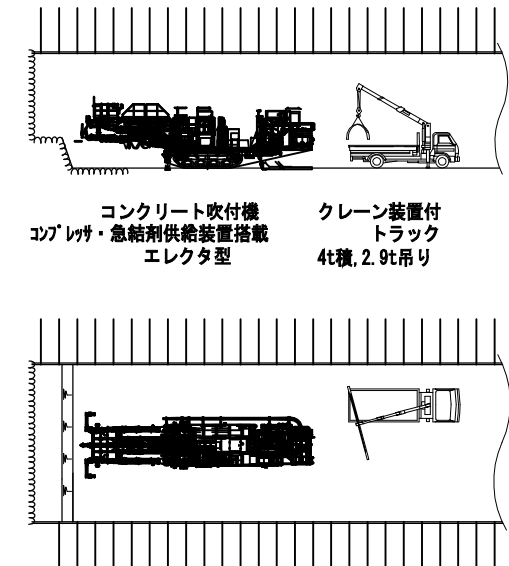 コンクリート吹付機
コンプレッサ・急結剤供給装置搭載
エレクタ型
クレーン装置付
トラック
4t積,2.9t吊り